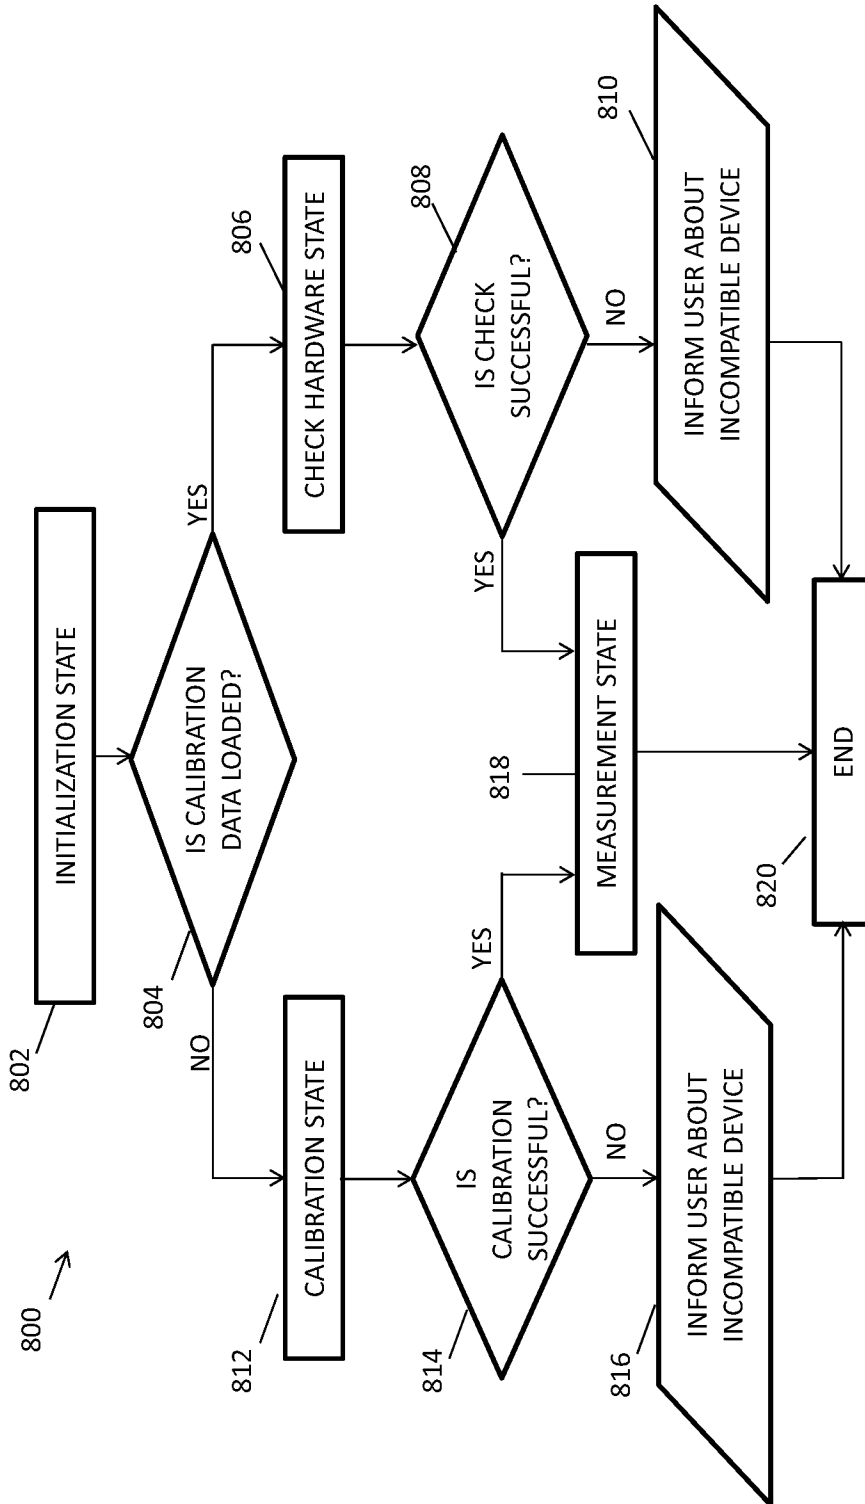 800
802
INITIALIZATION STATE
804
IS CALIBRATION
DATA LOADED?
NO
YES
812
CALIBRATION STATE
806
CHECK HARDWARE STATE
814
IS
CALIBRATION
SUCCESSFUL?
YES
NO
808
IS CHECK
SUCCESSFUL?
YES
NO
818
MEASUREMENT STATE
816
INFORM USER ABOUT
INCOMPATIBLE DEVICE
810
INFORM USER ABOUT
INCOMPATIBLE DEVICE
820
END